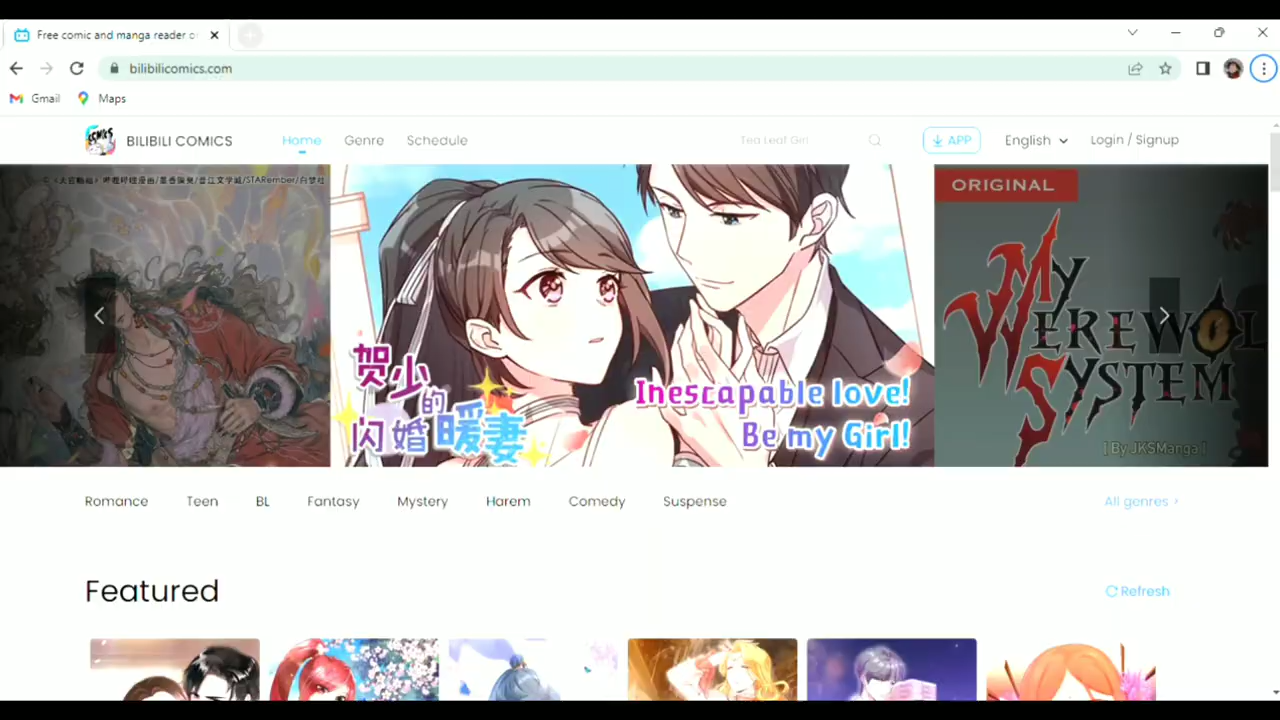 Free comic and manga reader o
bilibilicomics.com
Gmail
Maps
COMICS
BILIBILI COMICS
Home
Genre
Schedule
Tea Leaf Girl
APP
English
Login / Signup
贺少的
闪婚暖妻
Inescapable love!
Be my Girl!
ORIGINAL
MY
WEREWOL
SYSTEM
[ By JKSManga ]
Romance
Teen
BL
Fantasy
Mystery
Harem
Comedy
Suspense
All genres >
Featured
Refresh